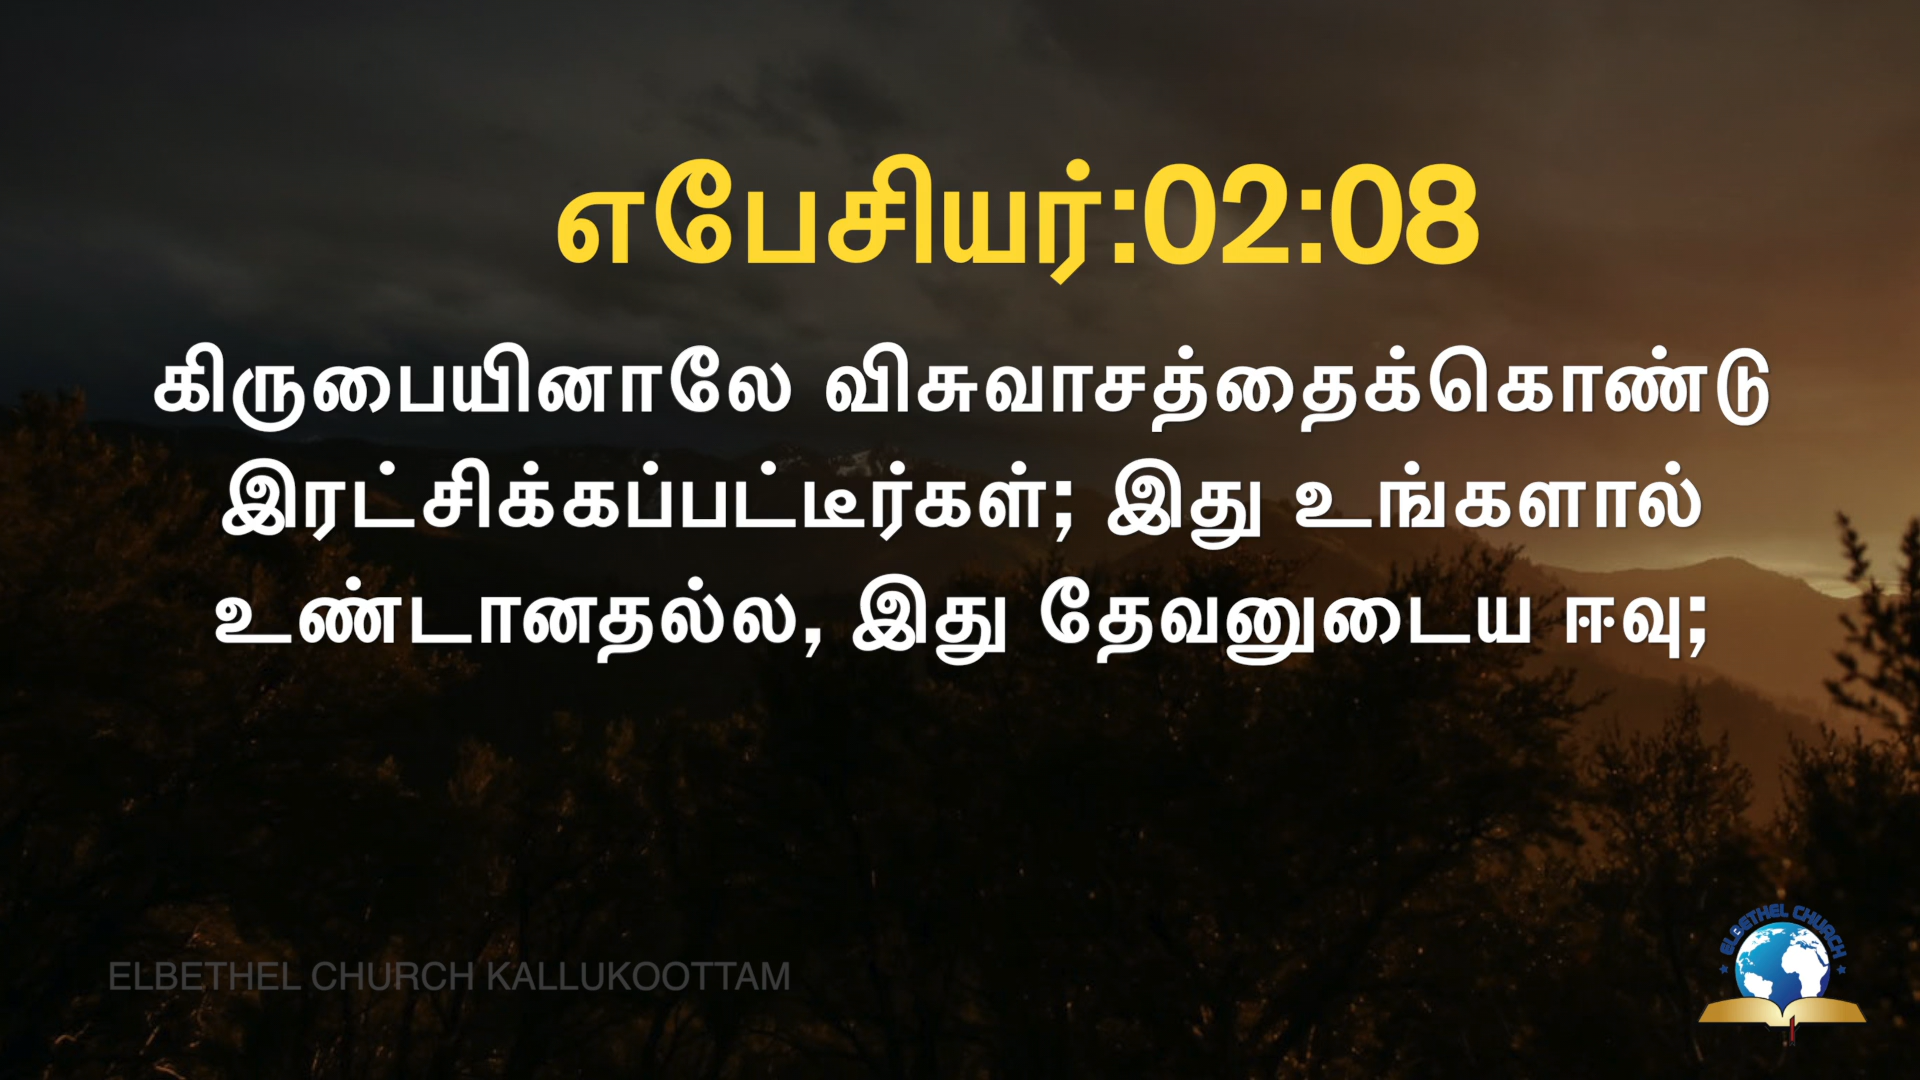 எபேசியர்:02:08
கிருபையினாலே விசுவாசத்தைக்கொண்டு
இரட்சிக்கப்பட்டீர்கள்; இது உங்களால்
உண்டானதல்ல, இது தேவனுடைய ஈவு;
ELBETHEL CHURCH
ELBETHEL CHURCH KALLUKOOTTAM